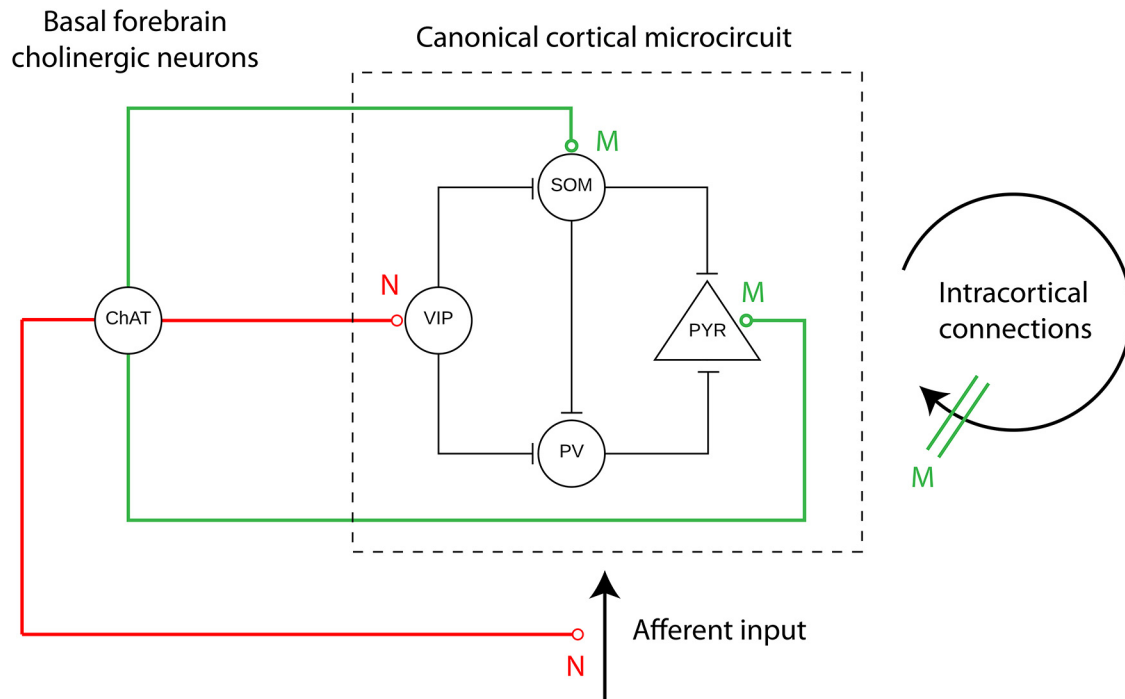 Basal forebrain
cholinergic neurons
Canonical cortical microcircuit
M
SOM
N
M
ChAT
VIP
PYR
Intracortical
connections
PV
M
Afferent input
N